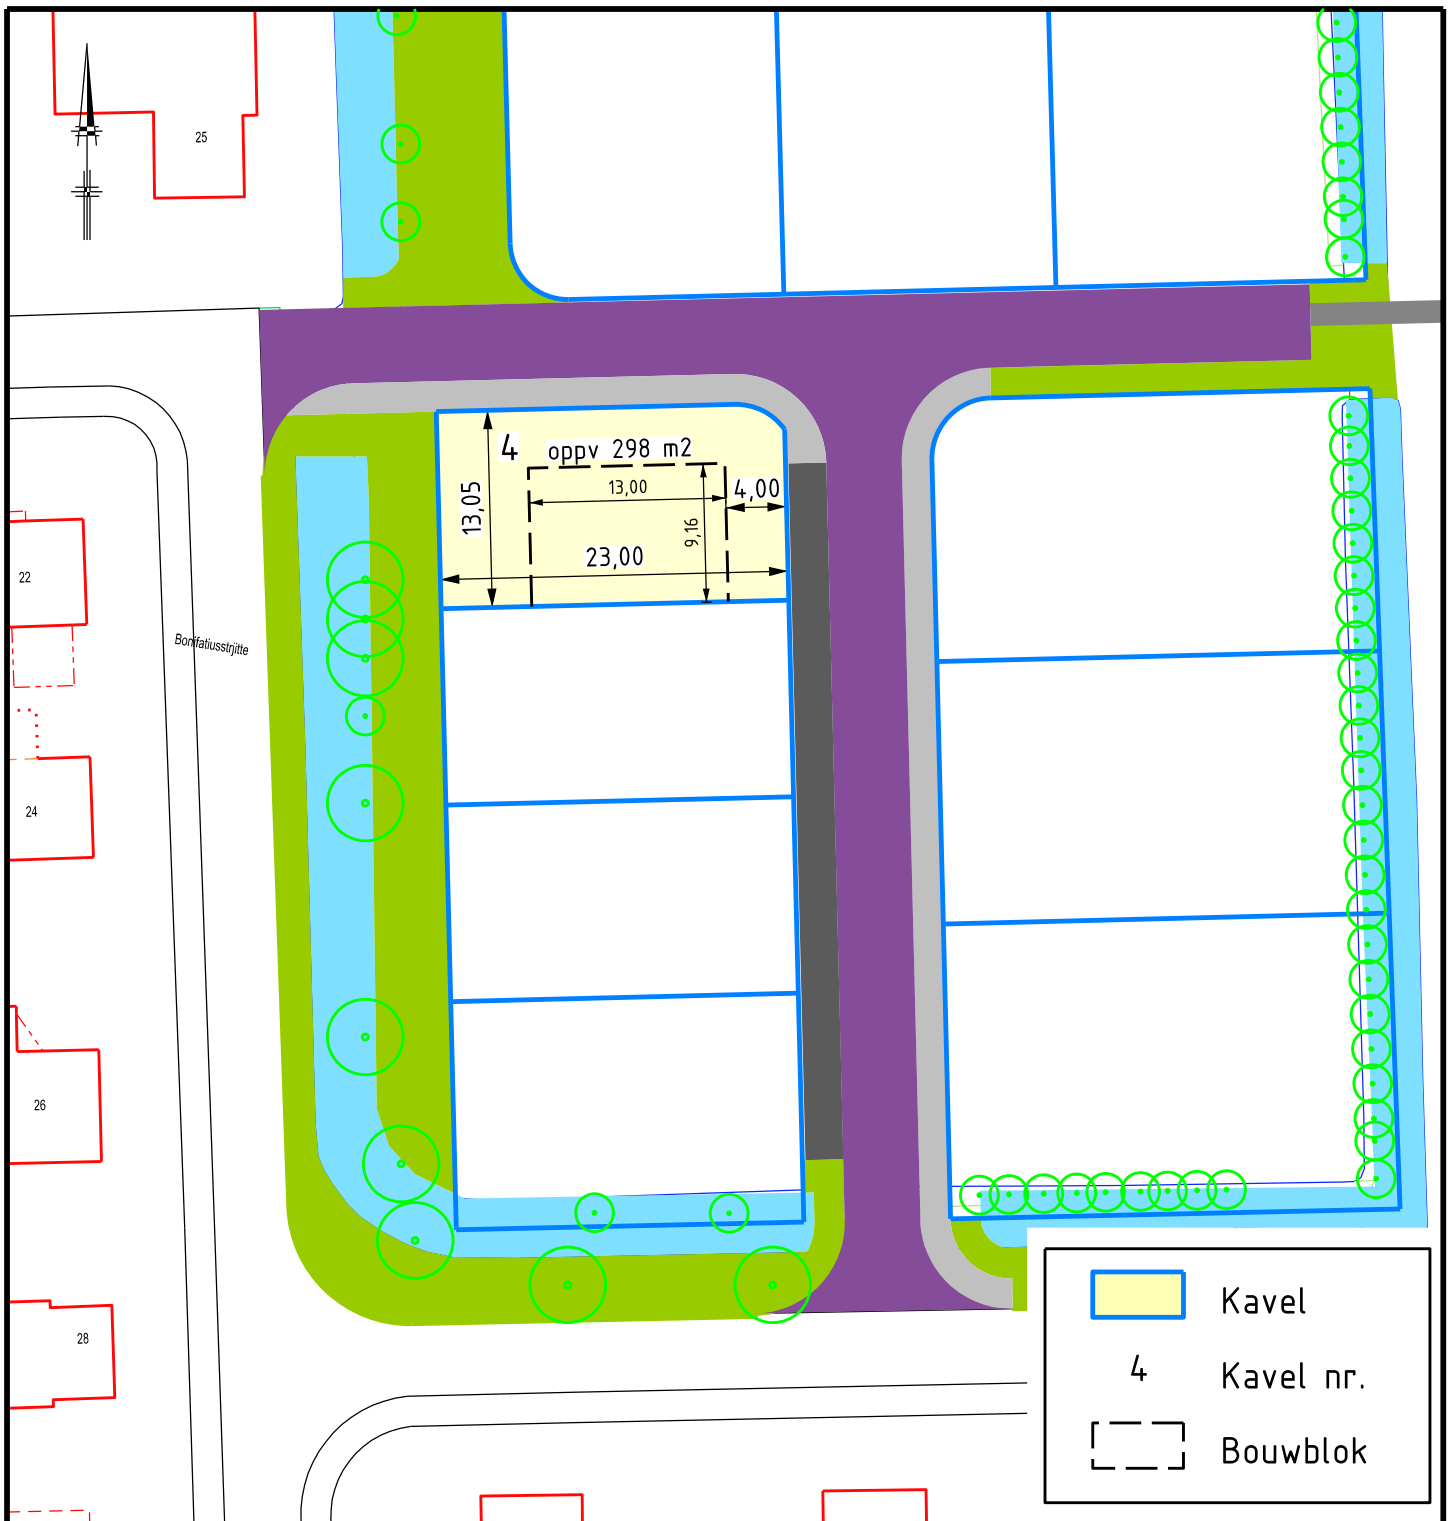 25
4
oppv 298 m2
13,00
4,00
13,05
9,16
23,00
22
Bonifatiusstrjitte
24
26
28
Kavel
4
Kavel nr.
Bouwblok